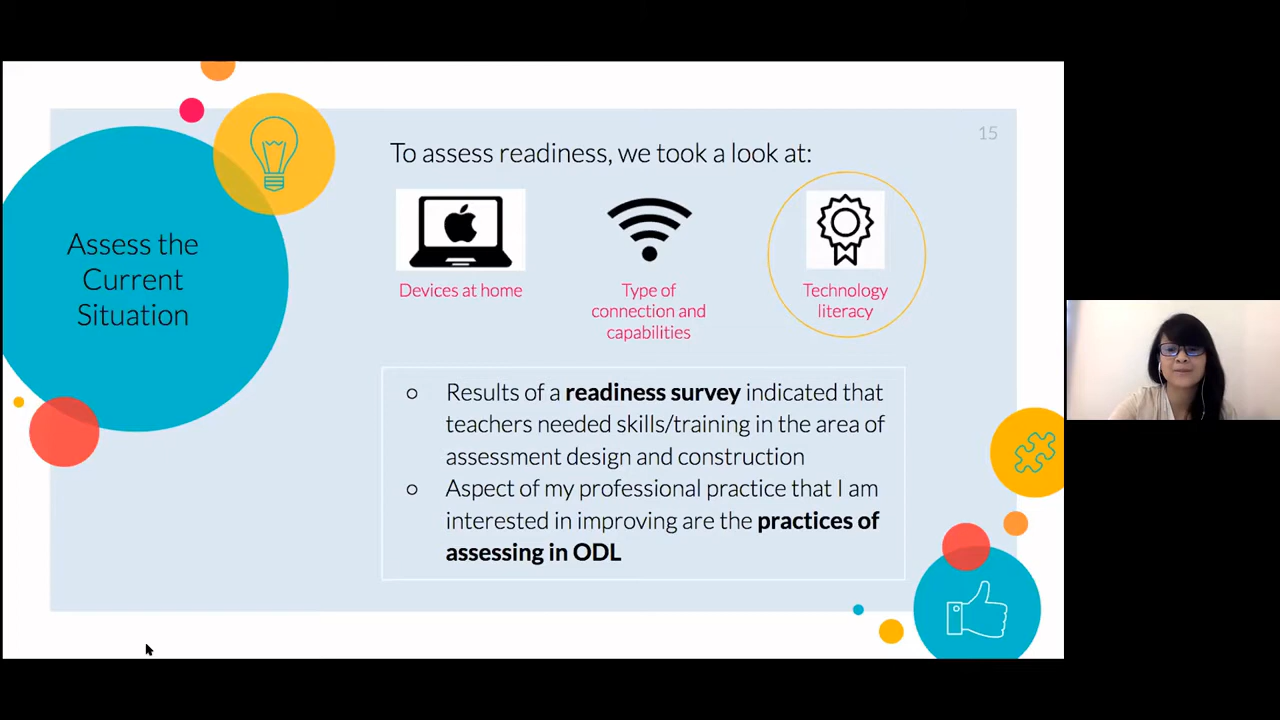 15
To assess readiness, we took a look at:
Assess the
Current
Situation
Devices at home
Type of
connection and
capabilities
Technology
literacy
Results of a readiness survey indicated that
teachers needed skills/training in the area of
assessment design and construction
Aspect of my professional practice that I am
interested in improving are the practices of
assessing in ODL